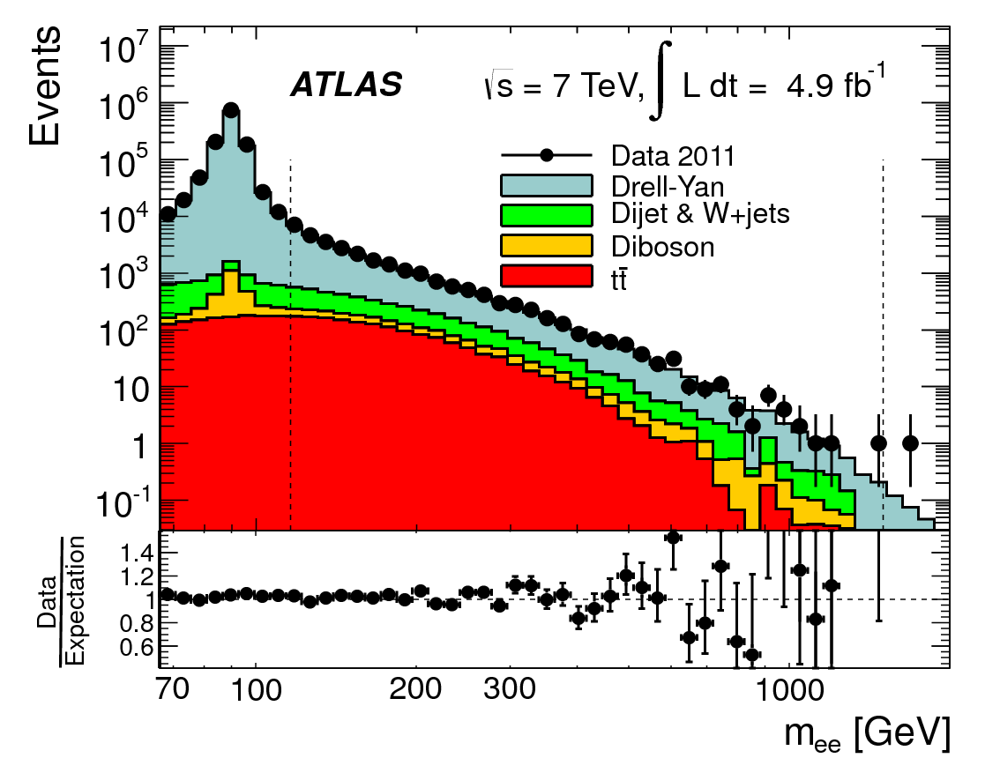 Events
10^7
10^6
10^5
10^4
10^3
10^2
10
1
10^-1
ATLAS
√s = 7 TeV, ∫ L dt = 4.9 fb^-1
Data 2011
Drell-Yan
Dijet & W+jets
Diboson
tt̄
Data
Expectation
1.4
1.2
1
0.8
0.6
70 100 200 300 1000
m_ee [GeV]